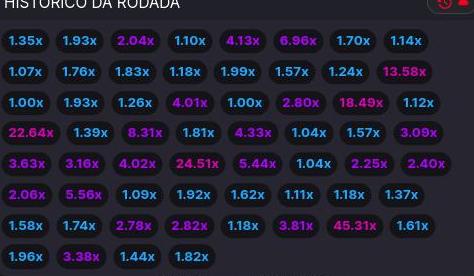 HISTÓRICO DA RODADA
1.35x 1.93x 2.04x 1.10x 4.13x 6.96x 1.70x 1.14x
1.07x 1.76x 1.83x 1.18x 1.99x 1.57x 1.24x 13.58x
1.00x 1.93x 1.26x 4.01x 1.00x 2.80x 18.49x 1.12x
22.64x 1.39x 8.31x 1.81x 4.33x 1.04x 1.57x 3.09x
3.63x 3.16x 4.02x 24.51x 5.44x 1.04x 2.25x 2.40x
2.06x 5.56x 1.09x 1.92x 1.62x 1.11x 1.18x 1.37x
1.58x 1.74x 2.78x 2.82x 1.18x 3.81x 45.31x 1.61x
1.96x 3.38x 1.44x 1.82x